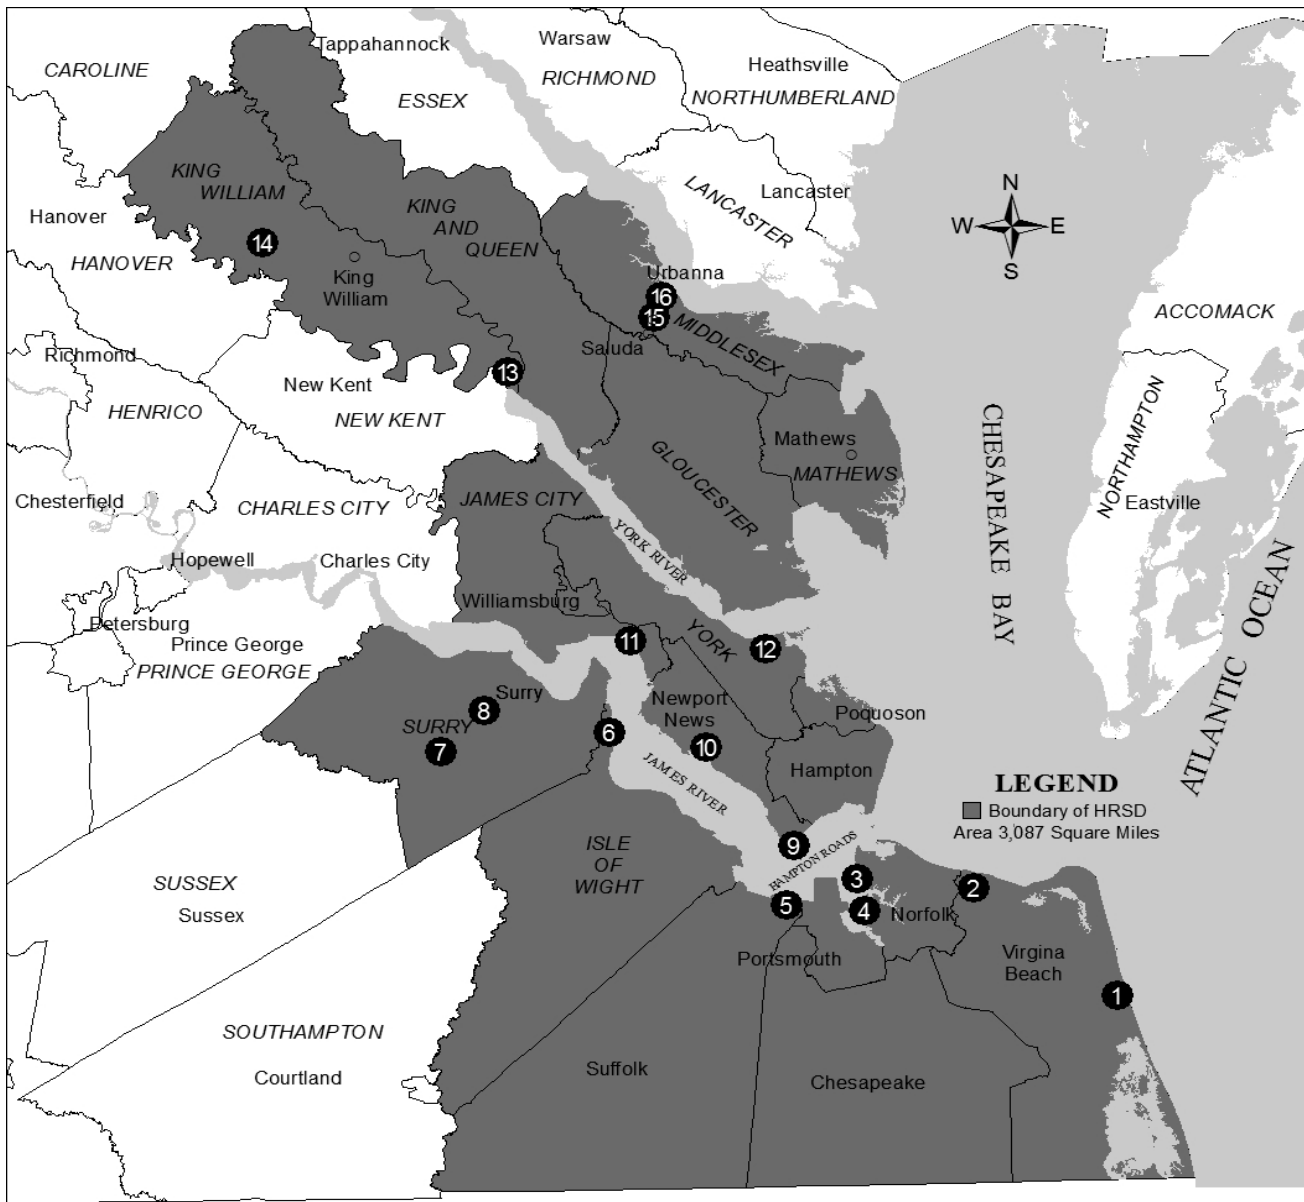 Tappahannock
Warsaw
CAROLINE
RICHMOND
Heathsville
ESSEX
NORTHUMBERLAND
KING
WILLIAM
LANCASTER
Lancaster
N
W E
S
KING
AND
QUEEN
Hanover
HANOVER
14
King
William
Urbanna
16
15
MIDDLESEX
Saluda
ACCOMACK
Richmond
13
New Kent
NEW KENT
HENRICO
NORTHAMPTON
Eastville
CHESAPEAKE BAY
Mathews
MATHEWS
GLOUCESTER
Chesterfield
CHARLES CITY
JAMES CITY
YORK RIVER
Hopewell
Charles City
Williamsburg
Petersburg
Prince George
PRINCE GEORGE
11
YORK
12
ATLANTIC OCEAN
Surry
8
SURRY
7
6
Newport
News
10
Poquoson
Hampton
JAMES RIVER
LEGEND
Boundary of HRSD
Area 3,087 Square Miles
ISLE
OF
WIGHT
9
HAMPTON ROADS
3
2
5
4
Norfolk
SUSSEX
Sussex
Portsmouth
Virgina
Beach
1
SOUTHAMPTON
Courtland
Suffolk
Chesapeake